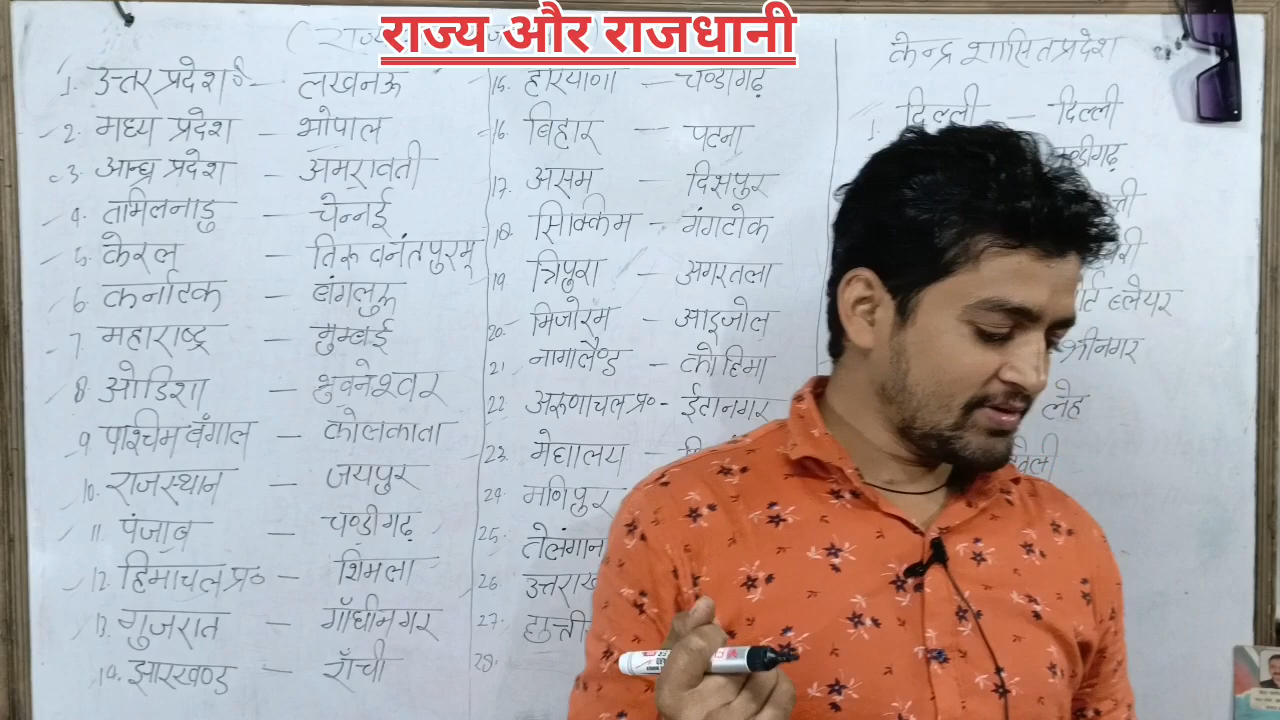 राज्य और राजधानी
1. उत्तर प्रदेश — लखनऊ
2. मध्य प्रदेश — भोपाल
3. आन्ध्र प्रदेश — अमरावती
4. तमिलनाडु — चेन्नई
5. केरल — तिरूवनंतपुरम्
6. कर्नाटक — बंगलुरू
7. महाराष्ट्र — मुम्बई
8. ओडिशा — भुवनेश्वर
9. पश्चिम बँगाल — कोलकाता
10. राजस्थान — जयपुर
11. पंजाब — चण्डीगढ़
12. हिमाचल प्र० — शिमला
13. गुजरात — गाँधीनगर
14. झारखण्ड — राँची
15. हरियाणा — चण्डीगढ़
16. बिहार — पटना
17. असम — दिसपुर
18. सिक्किम — गंगटोक
19. त्रिपुरा — अगरतला
20. मिजोरम — आइजोल
21. नागालैण्ड — कोहिमा
22. अरूणाचल प्र० — ईटानगर
23. मेघालय —
24. मणिपुर
25. तेलंगान
26. उत्तराख
27.
28.
केन्द्र शासित प्रदेश
1. दिल्ली — दिल्ली
ण्डीगढ़
र्ट ब्लेयर
श्रीनगर
लेह